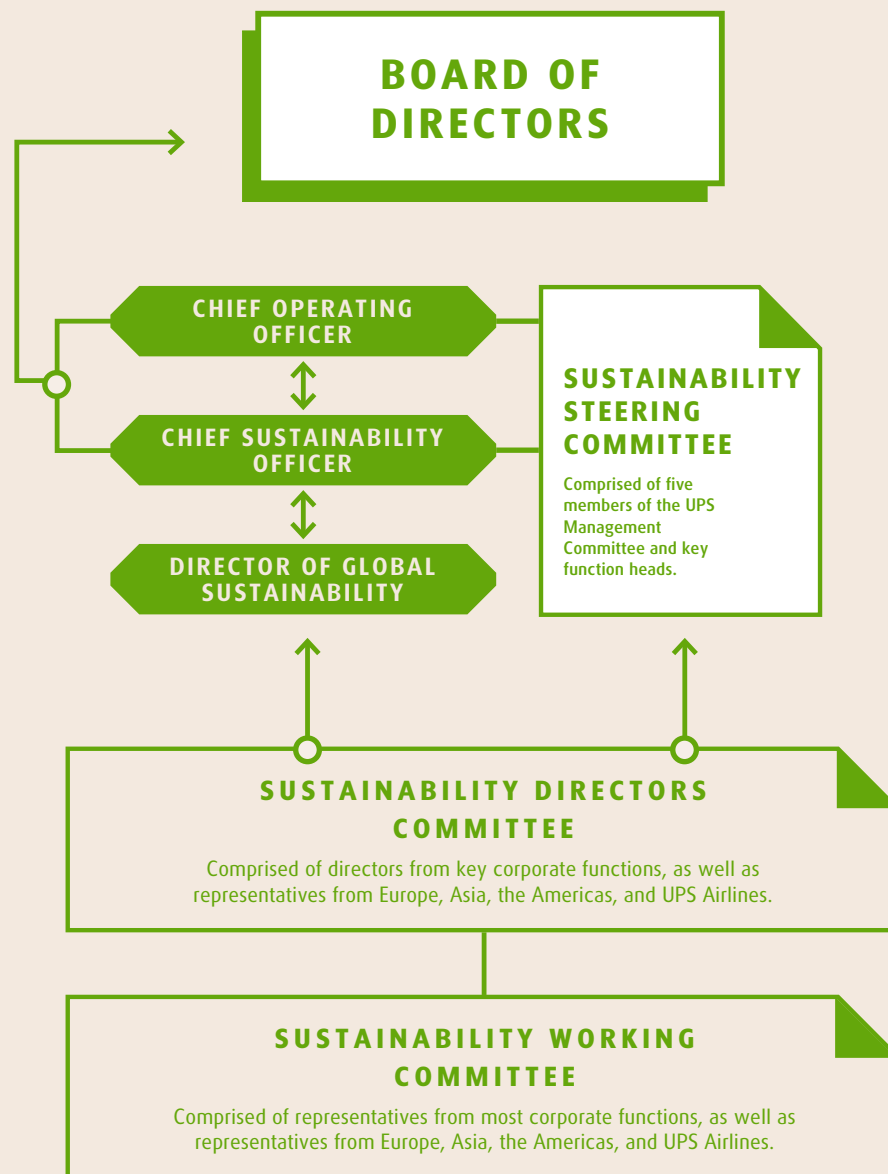 BOARD OF
DIRECTORS
CHIEF OPERATING
OFFICER
CHIEF SUSTAINABILITY
OFFICER
DIRECTOR OF GLOBAL
SUSTAINABILITY
SUSTAINABILITY
STEERING
COMMITTEE
Comprised of five
members of the UPS
Management
Committee and key
function heads.
SUSTAINABILITY DIRECTORS
COMMITTEE
Comprised of directors from key corporate functions, as well as
representatives from Europe, Asia, the Americas, and UPS Airlines.
SUSTAINABILITY WORKING
COMMITTEE
Comprised of representatives from most corporate functions, as well as
representatives from Europe, Asia, the Americas, and UPS Airlines.